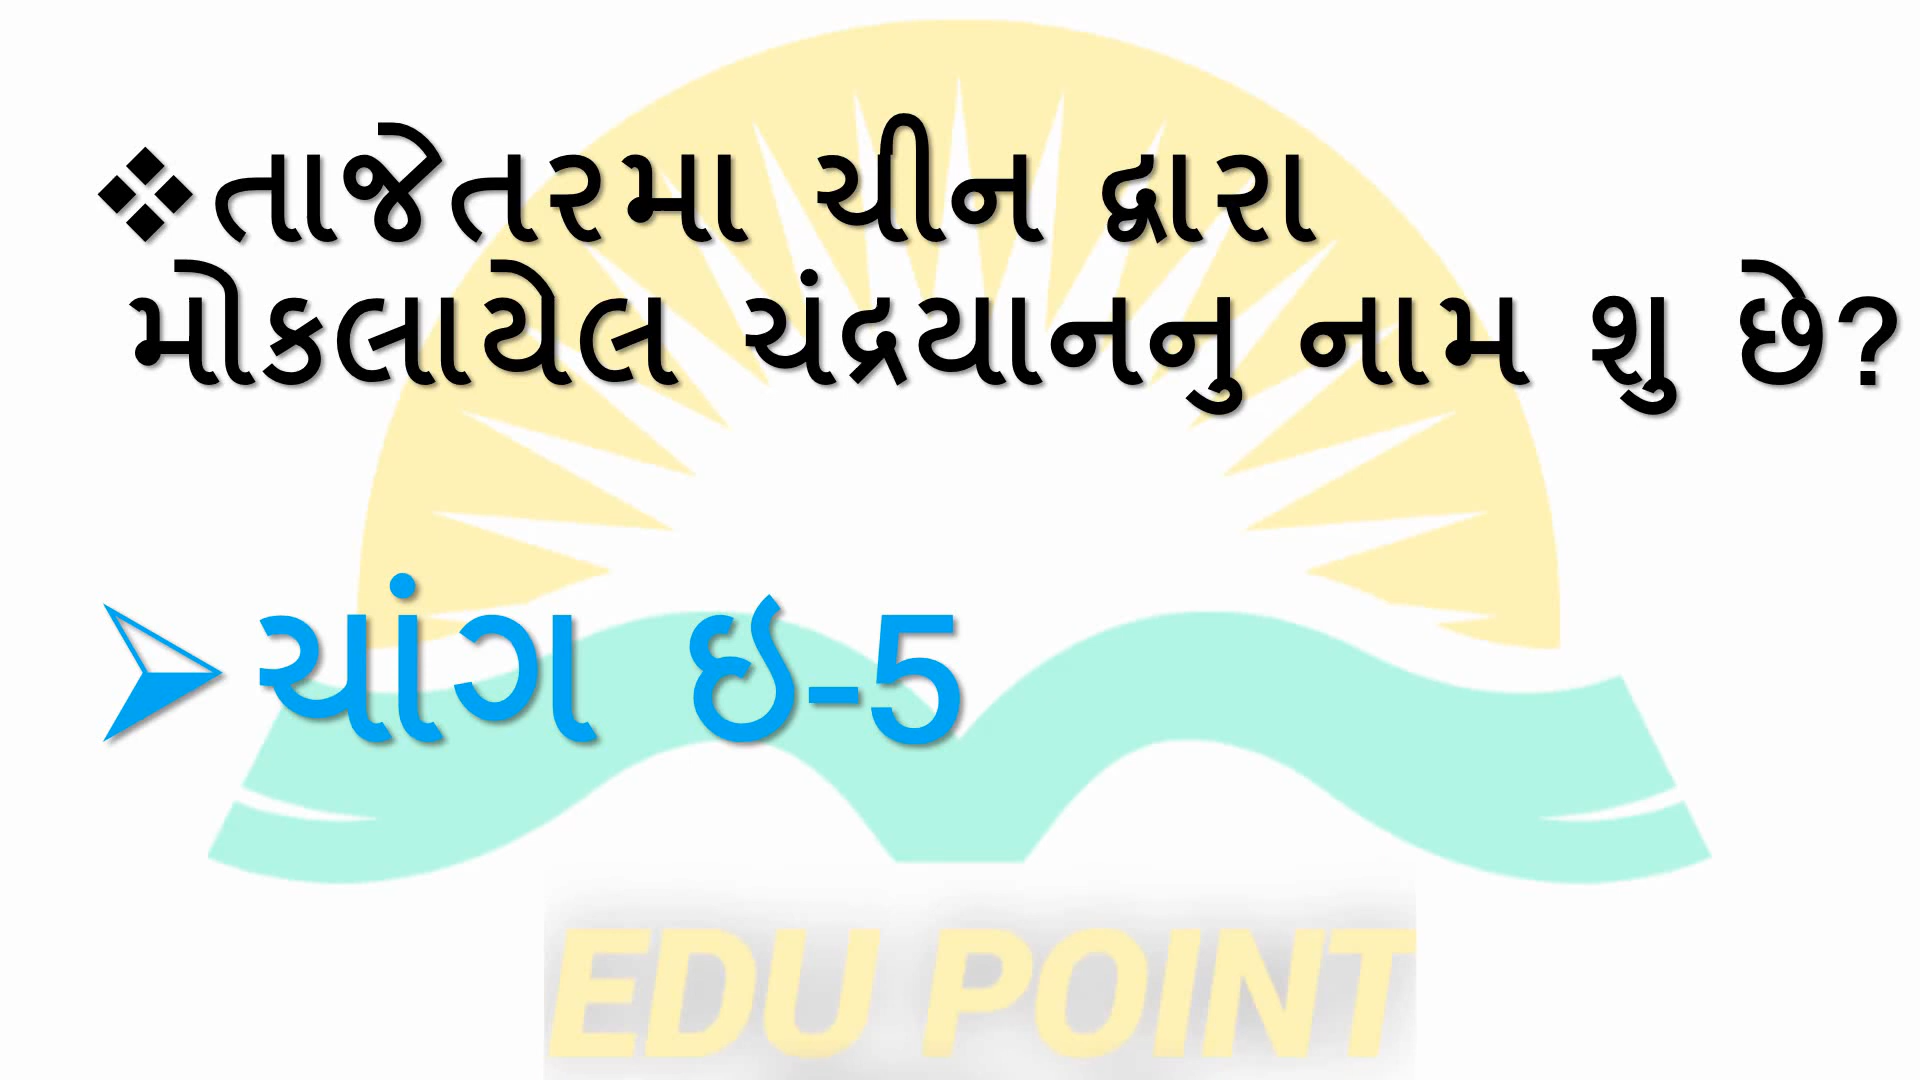 ❖તાજેતરમા ચીન દ્વારા
મોકલાયેલ ચંદ્રયાનનુ નામ શુ છે?
➢ચાંગ ઇ-5
EDU POINT